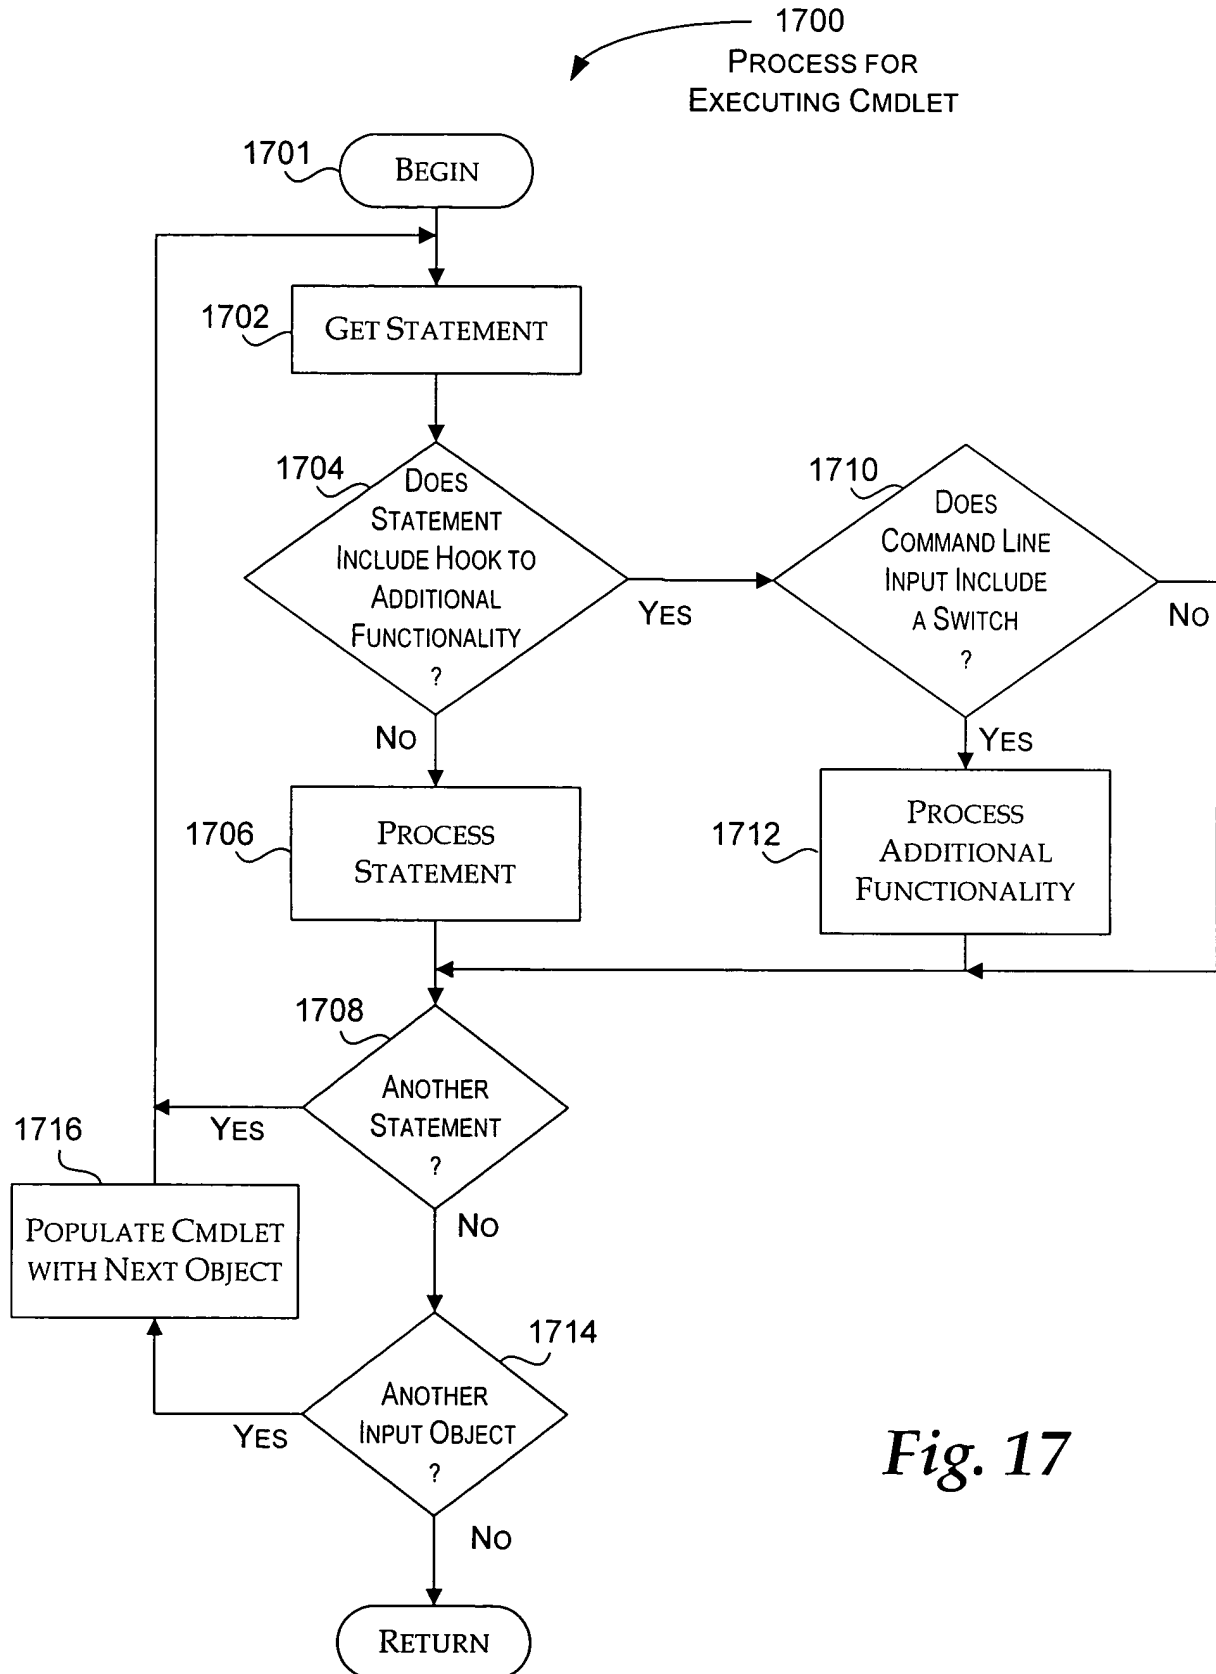 1700
PROCESS FOR
EXECUTING CMDLET
1701
BEGIN
1702
GET STATEMENT
1704
DOES
STATEMENT
INCLUDE HOOK TO
ADDITIONAL
FUNCTIONALITY
?
YES
NO
1710
DOES
COMMAND LINE
INPUT INCLUDE
A SWITCH
?
NO
YES
1706
PROCESS
STATEMENT
1712
PROCESS
ADDITIONAL
FUNCTIONALITY
1708
ANOTHER
STATEMENT
?
YES
NO
1716
POPULATE CMDLET
WITH NEXT OBJECT
1714
ANOTHER
INPUT OBJECT
?
YES
NO
RETURN
Fig. 17